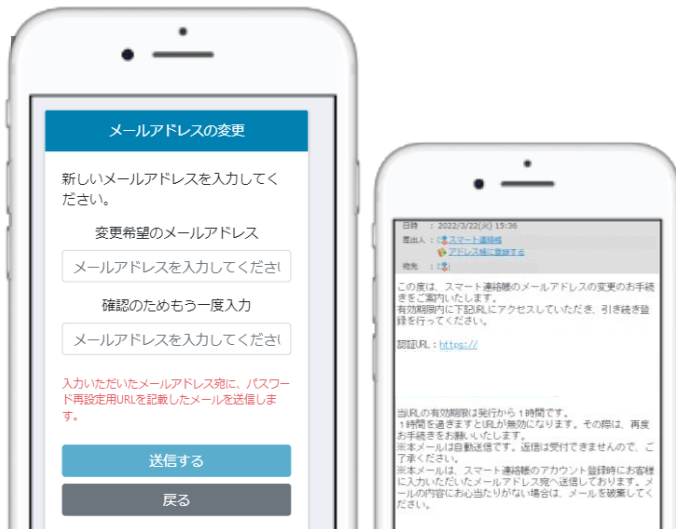 メールアドレスの変更
新しいメールアドレスを入力してく
ださい。
変更希望のメールアドレス
メールアドレスを入力してくださ
確認のためもう一度入力
メールアドレスを入力してくださ
入力いただいたメールアドレス宛に、パスワー
ド再設定用URLを記載したメールを送信しま
す。
送信する
戻る
日時 : 2022/3/22(火) 15:36
差出人 : スマート連絡帳
アドレス帳に登録する
宛先 :
この度は、スマート連絡帳のメールアドレスの変更のお手続
きをご案内いたします。
有効期限内に下記URLにアクセスしていただき、引き続き登
録を行ってください。
認証URL : https://
当URLの有効期限は発行から1時間です。
1時間を過ぎますとURLが無効になります。その際は、再度
お手続きをお願いいたします。
※本メールは自動送信です。返信は受付できませんので、ご
了承ください。
※本メールは、スマート連絡帳のアカウント登録時にお客様
に入力いただいたメールアドレス宛へ送信しております。メ
ールの内容にお心当たりがない場合は、メールを破棄してく
ださい。